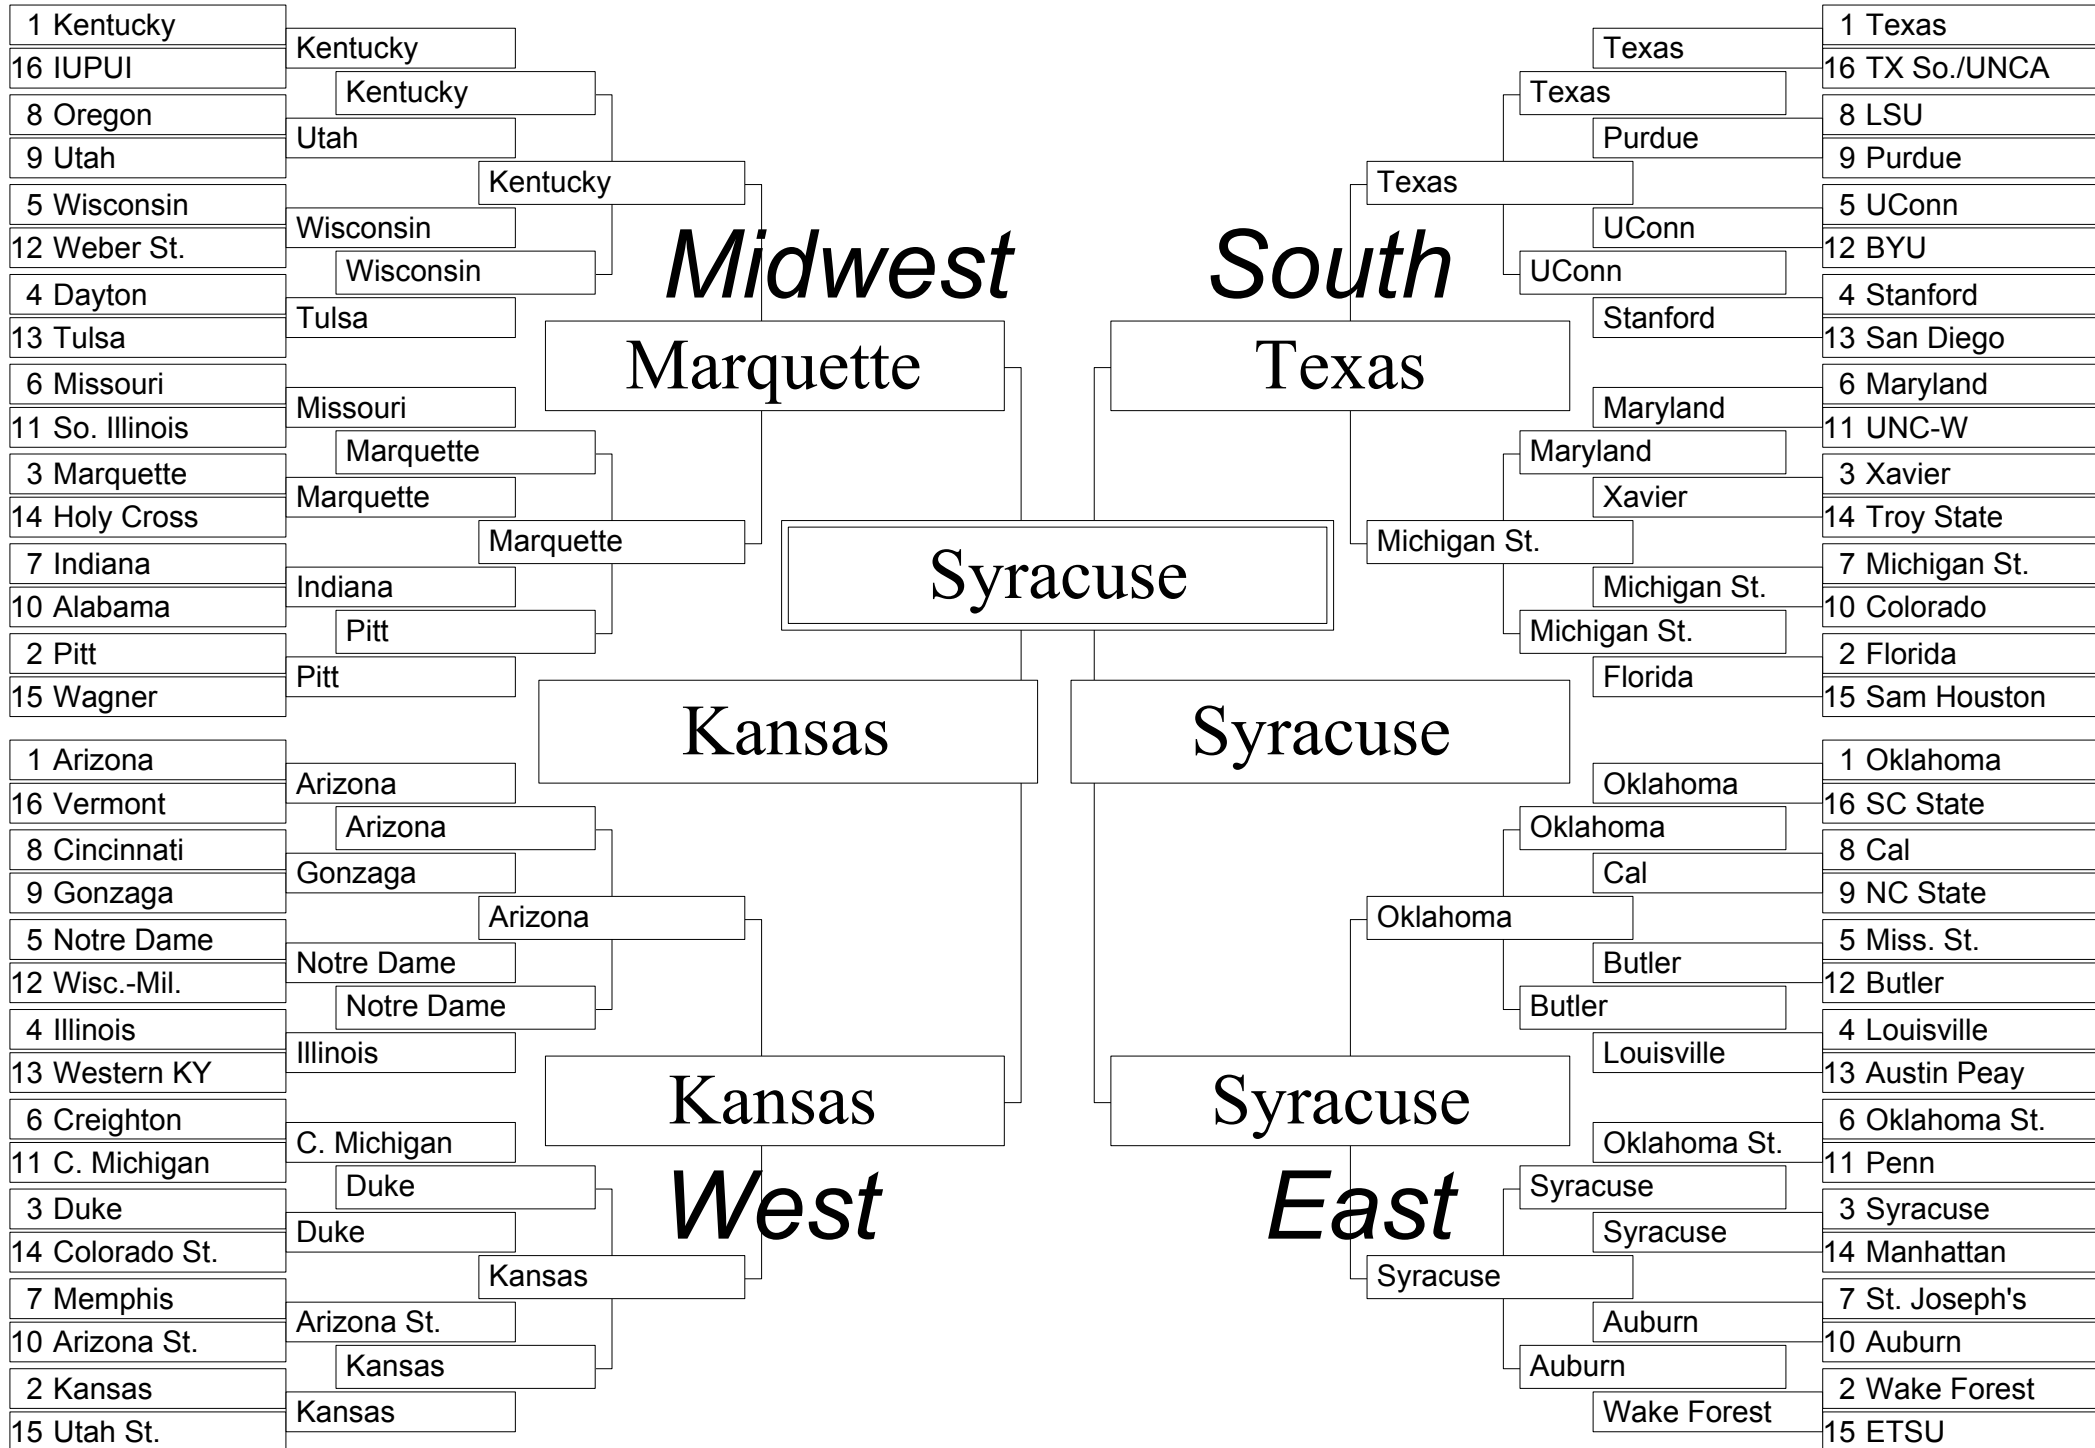 1 Kentucky
16 IUPUI
8 Oregon
9 Utah
5 Wisconsin
12 Weber St.
4 Dayton
13 Tulsa
6 Missouri
11 So. Illinois
3 Marquette
14 Holy Cross
7 Indiana
10 Alabama
2 Pitt
15 Wagner
Kentucky
Utah
Wisconsin
Tulsa
Missouri
Marquette
Indiana
Pitt
Kentucky
Wisconsin
Marquette
Pitt
Kentucky
Marquette
Midwest
Marquette
1 Arizona
16 Vermont
8 Cincinnati
9 Gonzaga
5 Notre Dame
12 Wisc.-Mil.
4 Illinois
13 Western KY
6 Creighton
11 C. Michigan
3 Duke
14 Colorado St.
7 Memphis
10 Arizona St.
2 Kansas
15 Utah St.
Arizona
Gonzaga
Notre Dame
Illinois
C. Michigan
Duke
Arizona St.
Kansas
Arizona
Notre Dame
Duke
Kansas
Arizona
Kansas
Kansas
West
Kansas
Syracuse
Syracuse
South
Texas
Texas
Michigan St.
Texas
UConn
Maryland
Michigan St.
Texas
Purdue
UConn
Stanford
Maryland
Xavier
Michigan St.
Florida
1 Texas
16 TX So./UNCA
8 LSU
9 Purdue
5 UConn
12 BYU
4 Stanford
13 San Diego
6 Maryland
11 UNC-W
3 Xavier
14 Troy State
7 Michigan St.
10 Colorado
2 Florida
15 Sam Houston
Syracuse
East
Oklahoma
Syracuse
Oklahoma
Butler
Syracuse
Auburn
Oklahoma
Cal
Butler
Louisville
Oklahoma St.
Syracuse
Auburn
Wake Forest
1 Oklahoma
16 SC State
8 Cal
9 NC State
5 Miss. St.
12 Butler
4 Louisville
13 Austin Peay
6 Oklahoma St.
11 Penn
3 Syracuse
14 Manhattan
7 St. Joseph's
10 Auburn
2 Wake Forest
15 ETSU